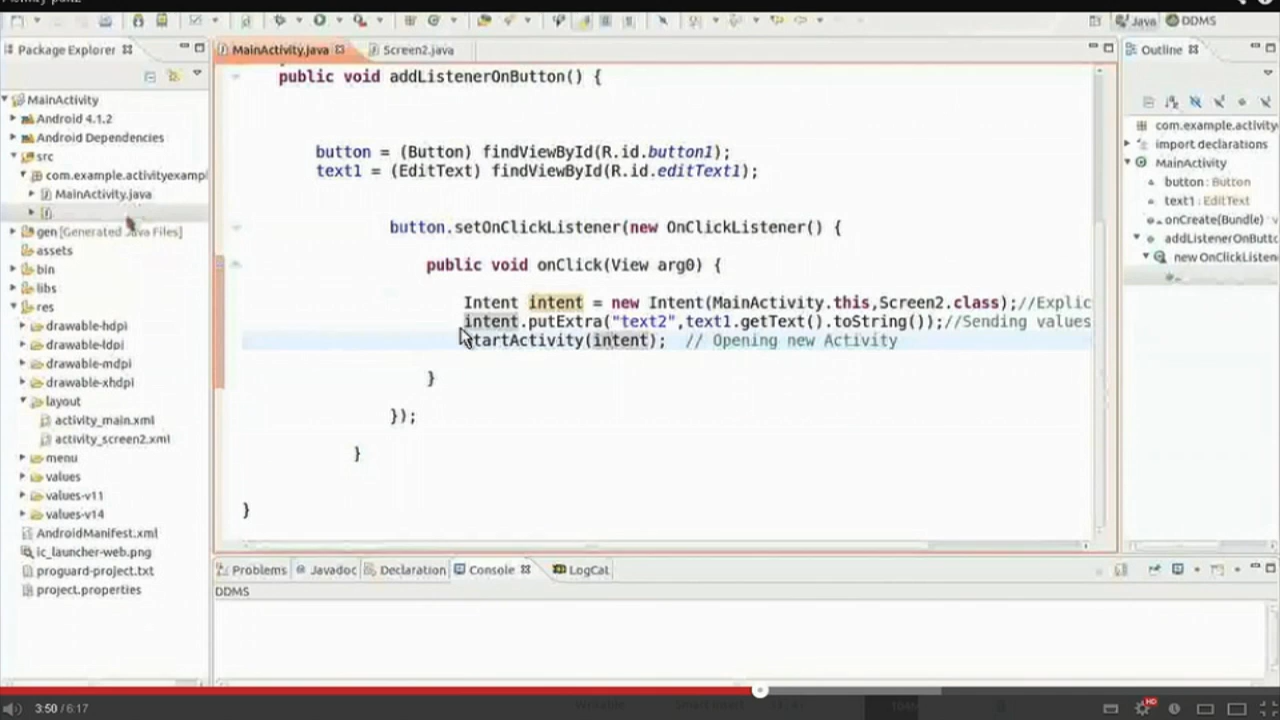 Java
DDMS
Package Explorer
MainActivity.java
Screen2.java
Outline
MainActivity
Android 4.1.2
Android Dependencies
src
com.example.activityexampl
MainActivity.java
gen [Generated Java Files]
assets
bin
libs
res
drawable-hdpi
drawable-ldpi
drawable-mdpi
drawable-xhdpi
layout
activity_main.xml
activity_screen2.xml
menu
values
values-v11
values-v14
AndroidManifest.xml
ic_launcher-web.png
proguard-project.txt
project.properties
public void addListenerOnButton() {
button = (Button) findViewById(R.id.button1);
text1 = (EditText) findViewById(R.id.editText1);
button.setOnClickListener(new OnClickListener() {
public void onClick(View arg0) {
Intent intent = new Intent(MainActivity.this,Screen2.class);//Explic
intent.putExtra("text2",text1.getText().toString());//Sending values
startActivity(intent); // Opening new Activity
}
});
}
}
com.example.activity
import declarations
MainActivity
button : Button
text1 : EditText
onCreate(Bundle) : v
addListenerOnButto
new OnClickListen
Problems
Javadoc
Declaration
Console
LogCat
DDMS
3:50 / 6:17
HD